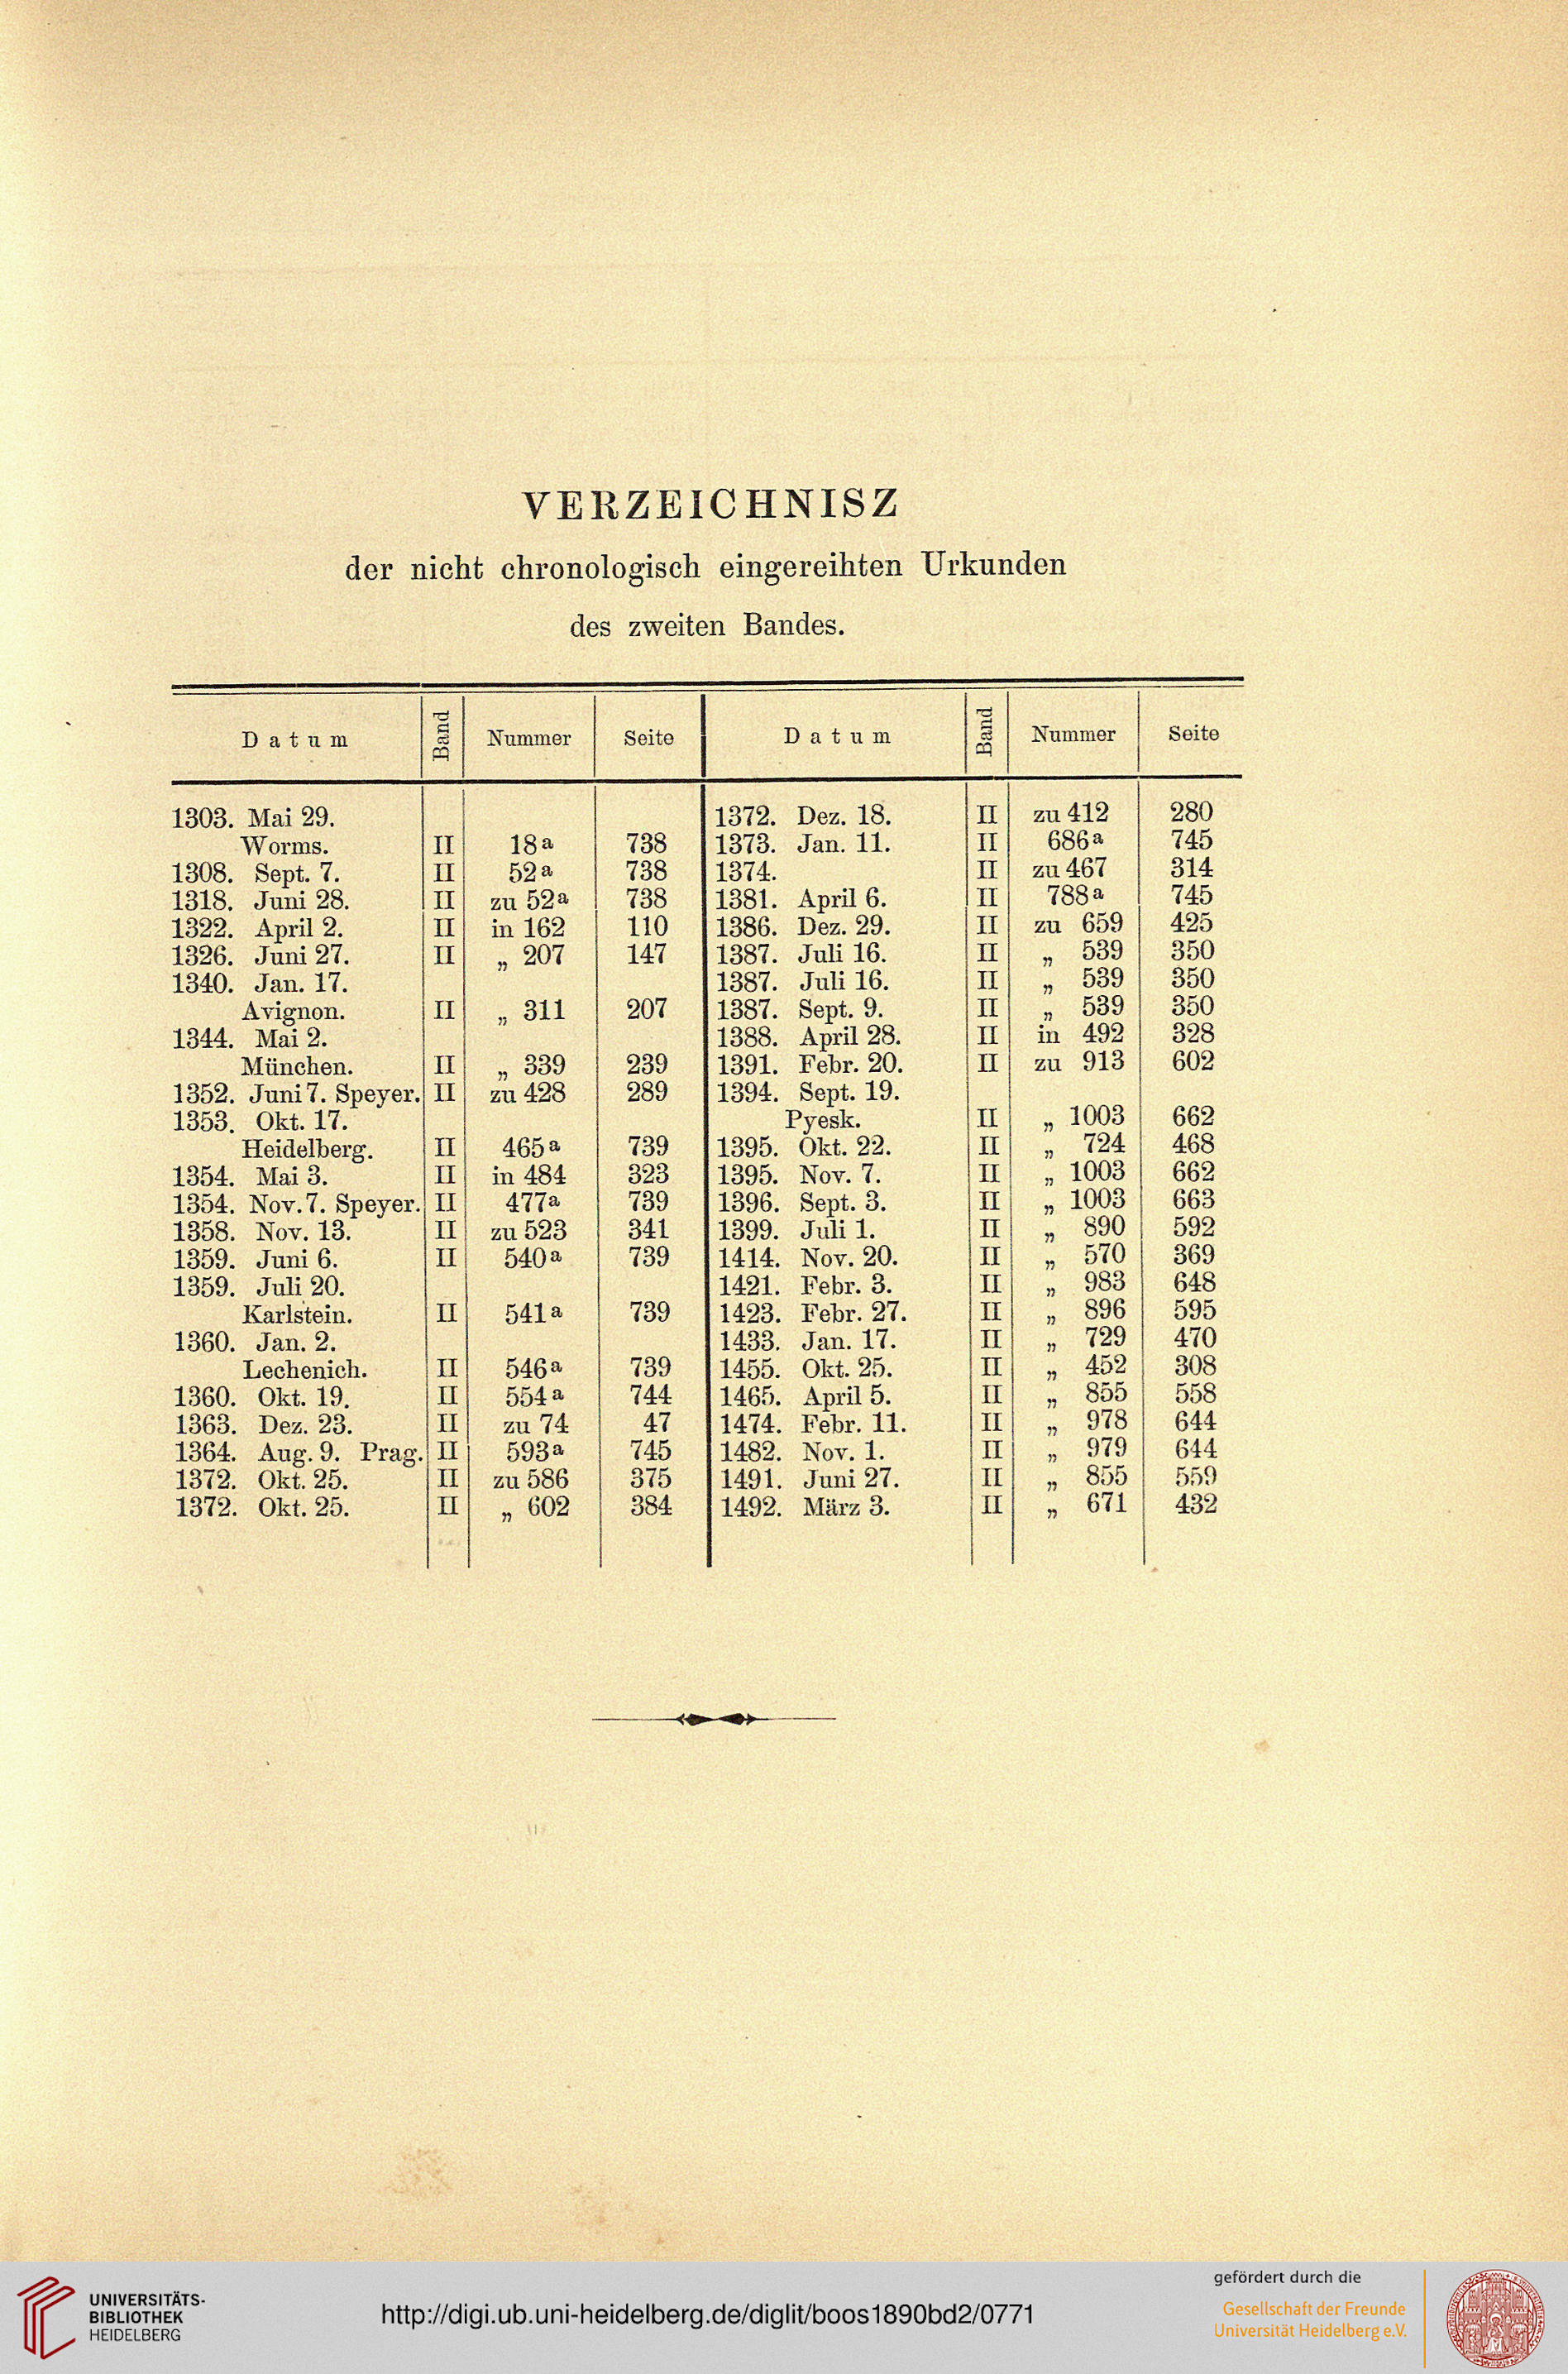 VERZEICHNISZ
der nicht chronologisch eingereihten Urkunden
des zweiten Bandes.
Datum Band Nummer Seite
1303. Mai 29.
Worms. II 18a 738
1308. Sept. 7. II 52a 738
1318. Juni 28. II zu 52a 738
1322. April 2. II in 162 110
1326. Juni 27. II „ 207 147
1340. Jan. 17.
Avignon. II „ 311 207
1344. Mai 2.
München. II „ 339 239
1352. Juni 7. Speyer. II zu 428 289
1353. Okt. 17.
Heidelberg. II 465a 739
1354. Mai 3. II in 484 323
1354. Nov. 7. Speyer. II 477a 739
1358. Nov. 13. II zu 523 341
1359. Juni 6. II 540a 739
1359. Juli 20.
Karlstein. II 541a 739
1360. Jan. 2.
Lechenich. II 546a 739
1360. Okt. 19. II 554a 744
1363. Dez. 23. II zu 74 47
1364. Aug. 9. Prag. II 593a 745
1372. Okt. 25. II zu 586 375
1372. Okt. 25. II „ 602 384
Datum Band Nummer Seite
1372. Dez. 18. II zu 412 280
1373. Jan. 11. II 686a 745
1374. II zu 467 314
1381. April 6. II 788a 745
1386. Dez. 29. II zu 659 425
1387. Juli 16. II „ 539 350
1387. Juli 16. II „ 539 350
1387. Sept. 9. II „ 539 350
1388. April 28. II in 492 328
1391. Febr. 20. II zu 913 602
1394. Sept. 19.
Pyesk. II „ 1003 662
1395. Okt. 22. II „ 724 468
1395. Nov. 7. II „ 1003 662
1396. Sept. 3. II „ 1003 663
1399. Juli 1. II „ 890 592
1414. Nov. 20. II „ 570 369
1421. Febr. 3. II „ 983 648
1423. Febr. 27. II „ 896 595
1433. Jan. 17. II „ 729 470
1455. Okt. 25. II „ 452 308
1465. April 5. II „ 855 558
1474. Febr. 11. II „ 978 644
1482. Nov. 1. II „ 979 644
1491. Juni 27. II „ 855 559
1492. März 3. II „ 671 432
UNIVERSITÄTS-
BIBLIOTHEK
HEIDELBERG
http://digi.ub.uni-heidelberg.de/diglit/boos1890bd2/0771
gefördert durch die
Gesellschaft der Freunde
Universität Heidelberg e.V.